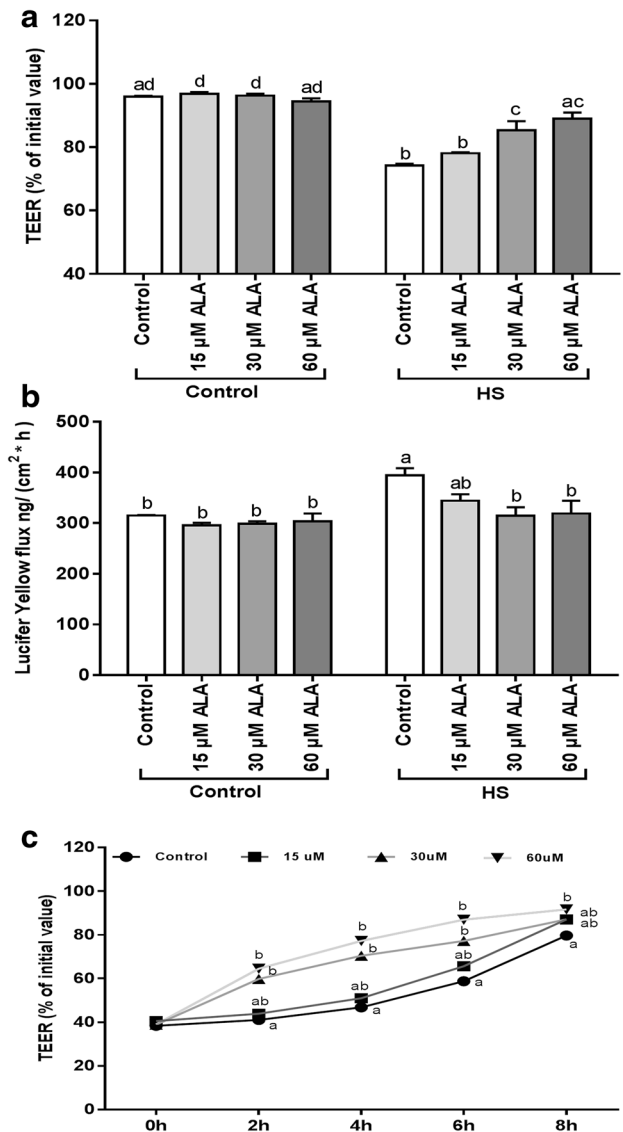 a
TEER (% of initial value)
120
100
80
60
40
ad
d
d
ad
b
b
c
ac
Control
15 µM ALA
30 µM ALA
60 µM ALA
Control
15 µM ALA
30 µM ALA
60 µM ALA
Control
HS
b
Lucifer Yellow flux ng/ (cm² * h )
500
400
300
200
100
0
b
b
b
b
a
ab
b
b
Control
15 µM ALA
30 µM ALA
60 µM ALA
Control
15 µM ALA
30 µM ALA
60 µM ALA
Control
HS
c
Control
15 uM
30uM
60uM
TEER (% of initial value)
120
100
80
60
40
20
0
b
b
ab
a
b
b
ab
a
b
b
ab
a
b
ab
ab
a
0h
2h
4h
6h
8h